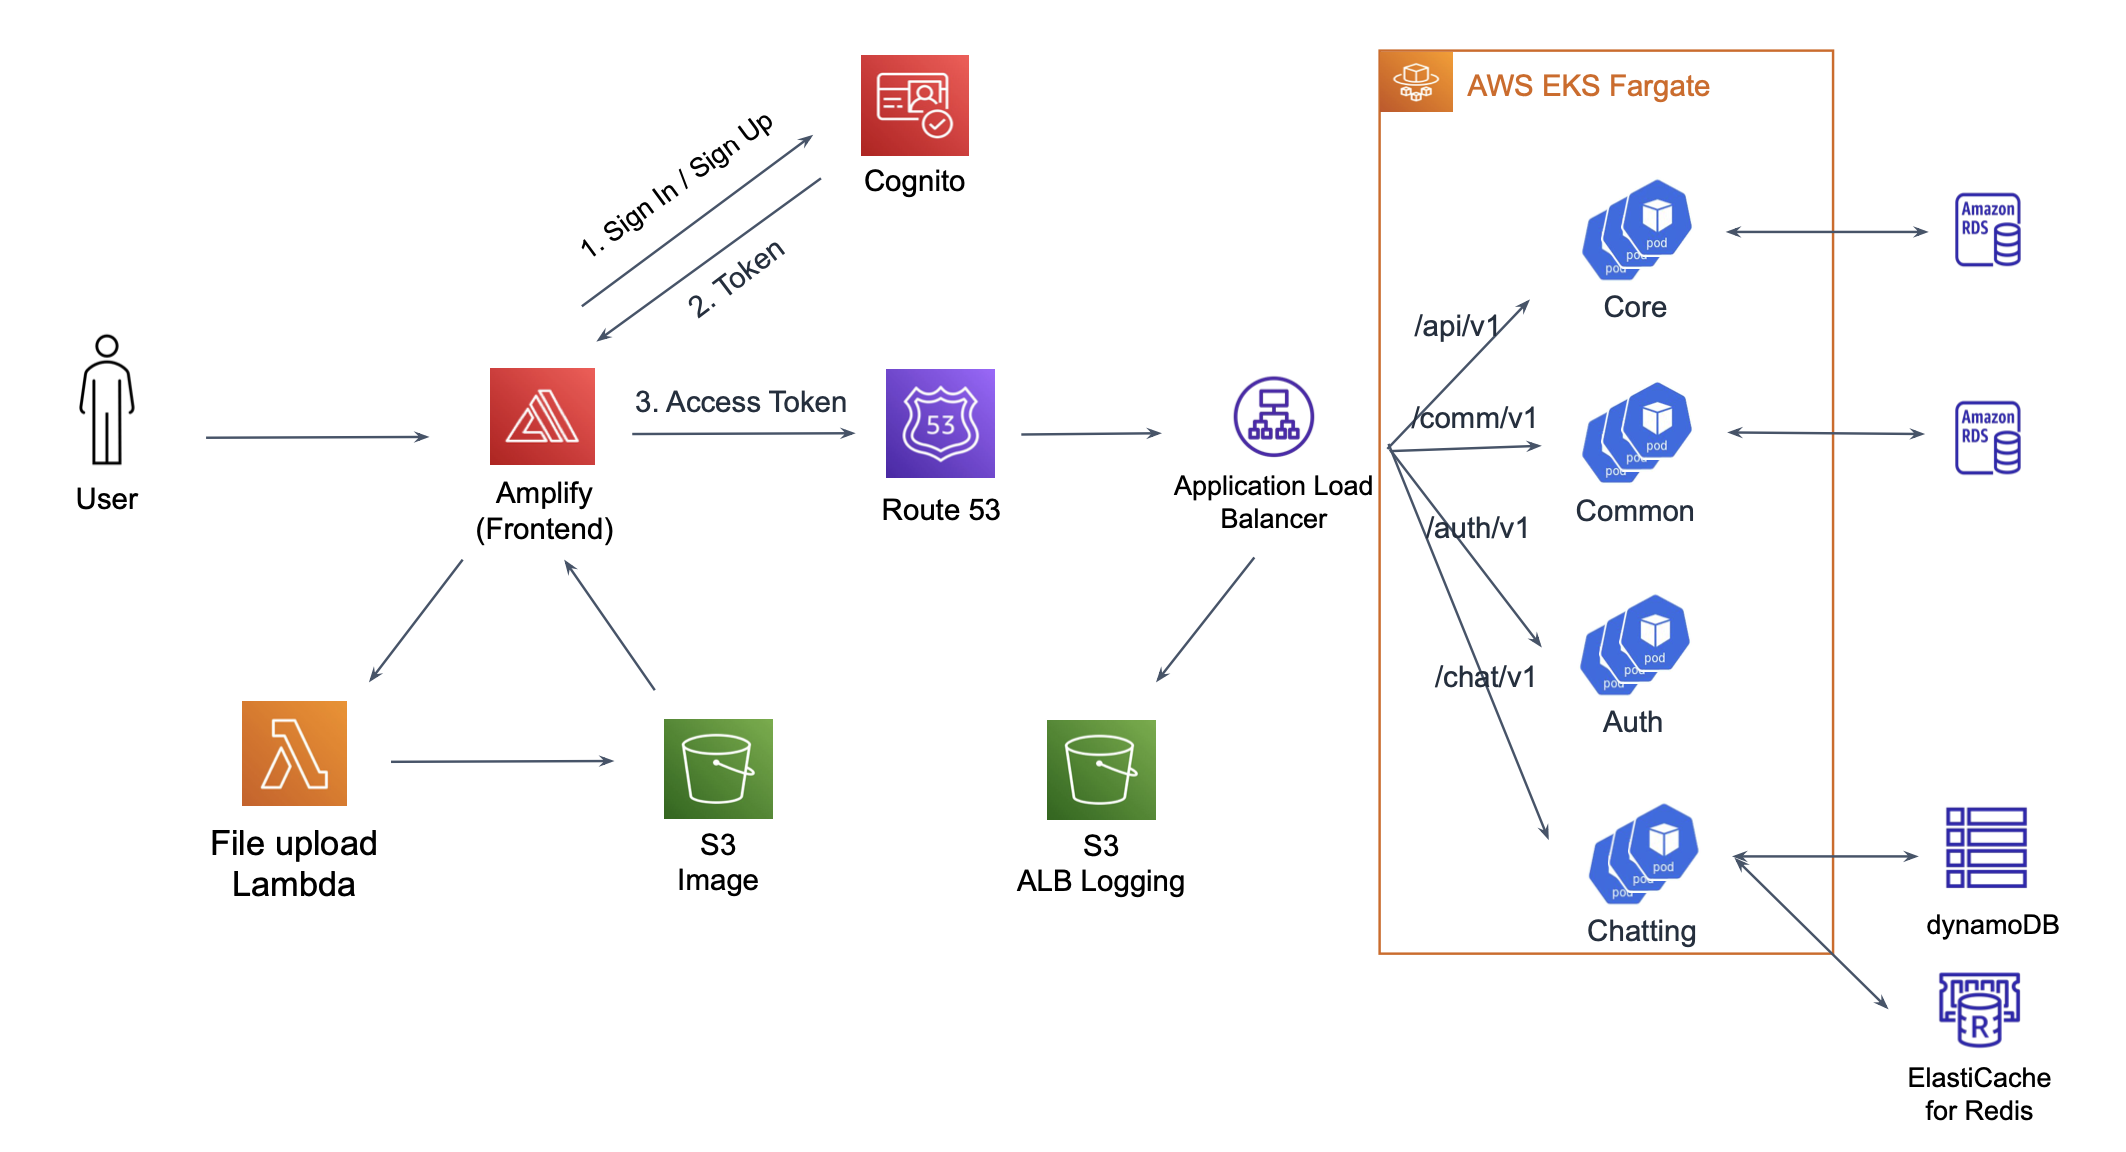 AWS EKS Fargate
1. Sign In / Sign Up
Cognito
2. Token
Amazon
RDS
pod
pod
pod
Core
/api/v1
User
3. Access Token
53
Amplify
(Frontend)
Route 53
Application Load
Balancer
/comm/v1
pod
pod
pod
Common
Amazon
RDS
/auth/v1
pod
pod
pod
Auth
/chat/v1
File upload
Lambda
S3
Image
S3
ALB Logging
pod
pod
pod
Chatting
dynamoDB
R
ElastiCache
for Redis